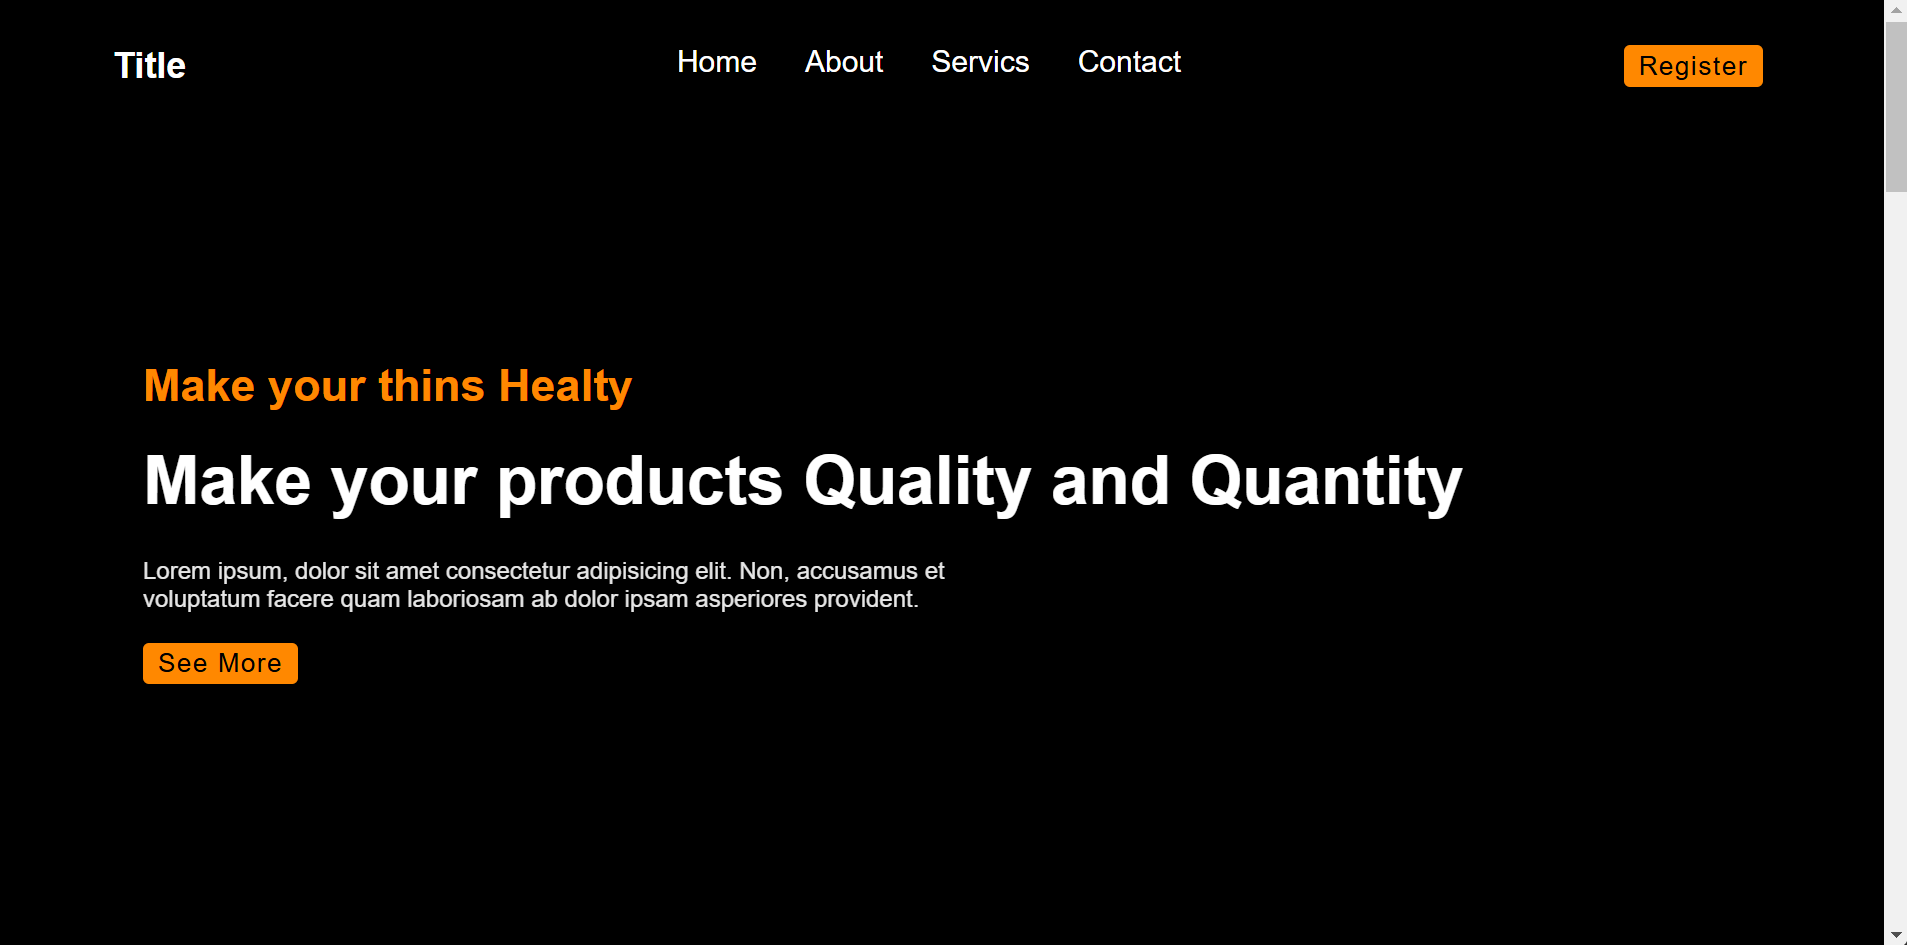 Title
Home About Servics Contact
Register
Make your thins Healty
Make your products Quality and Quantity
Lorem ipsum, dolor sit amet consectetur adipisicing elit. Non, accusamus et
voluptatum facere quam laboriosam ab dolor ipsam asperiores provident.
See More